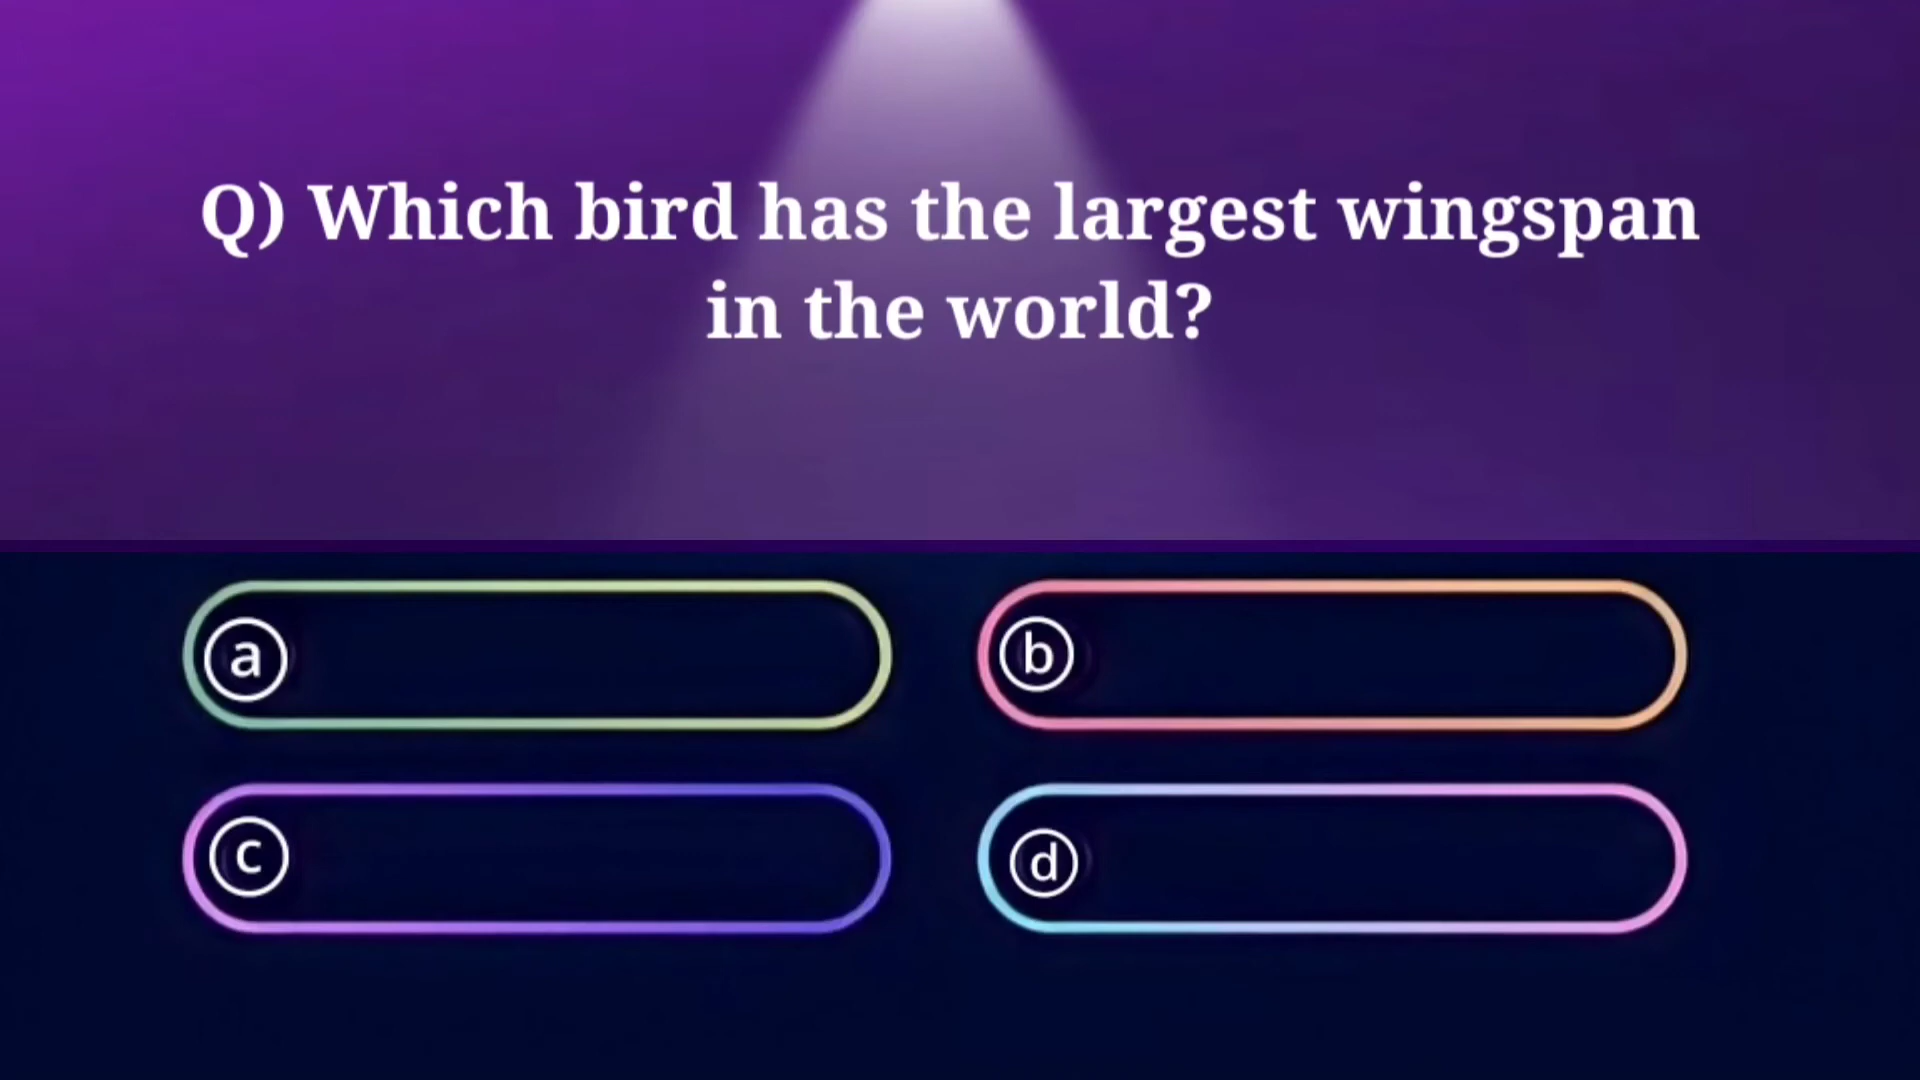 Q) Which bird has the largest wingspan
in the world?
a
b
c
d